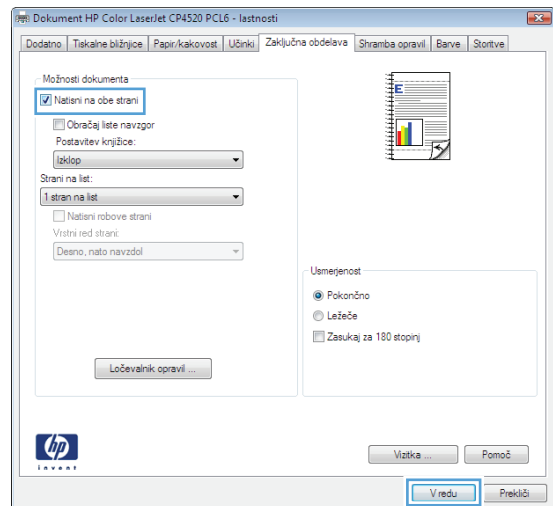 Dokument HP Color LaserJet CP4520 PCL6 - lastnosti
Dodatno Tiskalne bližnjice Papir/kakovost Učinki Zaključna obdelava Shramba opravil Barve Storitve
Možnosti dokumenta
Natisni na obe strani
Obračaj liste navzgor
Postavitev knjižice:
Izklop
Strani na list:
1 stran na list
Natisni robove strani
Vrstni red strani:
Desno, nato navzdol
Ločevalnik opravil ...
E
Usmerjenost
Pokončno
Ležeče
Zasukaj za 180 stopinj
hp
invent
Vizitka ...
Pomoč
V redu
Prekliči